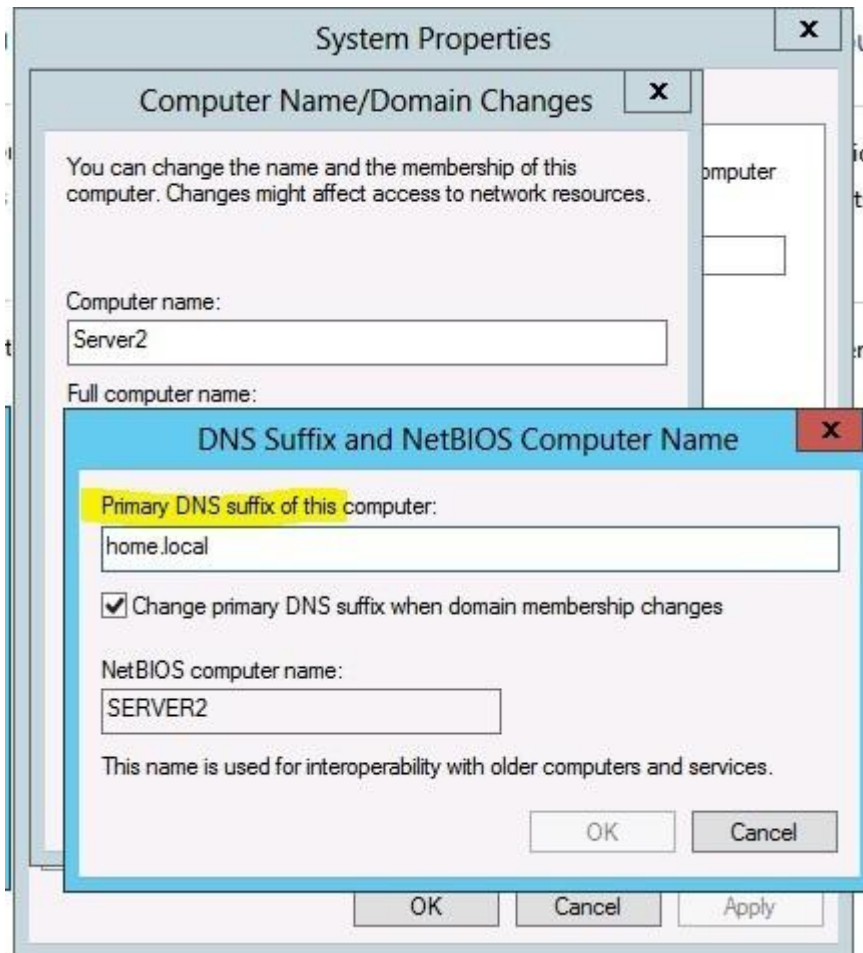 System Properties
x
Computer Name/Domain Changes
x
You can change the name and the membership of this
computer. Changes might affect access to network resources.
Computer name:
Server2
Full computer name:
DNS Suffix and NetBIOS Computer Name
x
Primary DNS suffix of this computer:
home.local
Change primary DNS suffix when domain membership changes
NetBIOS computer name:
SERVER2
This name is used for interoperability with older computers and services.
OK Cancel
OK Cancel Apply